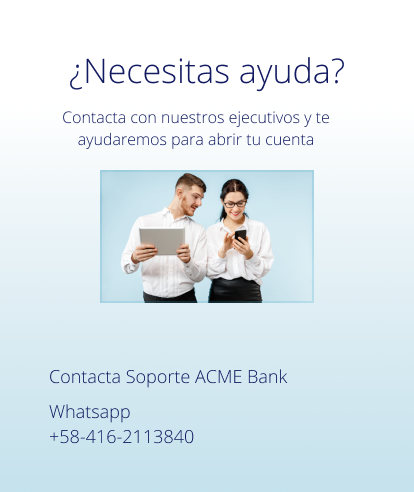 ¿Necesitas ayuda?
Contacta con nuestros ejecutivos y te
ayudaremos para abrir tu cuenta
Contacta Soporte ACME Bank
Whatsapp
+58-416-2113840